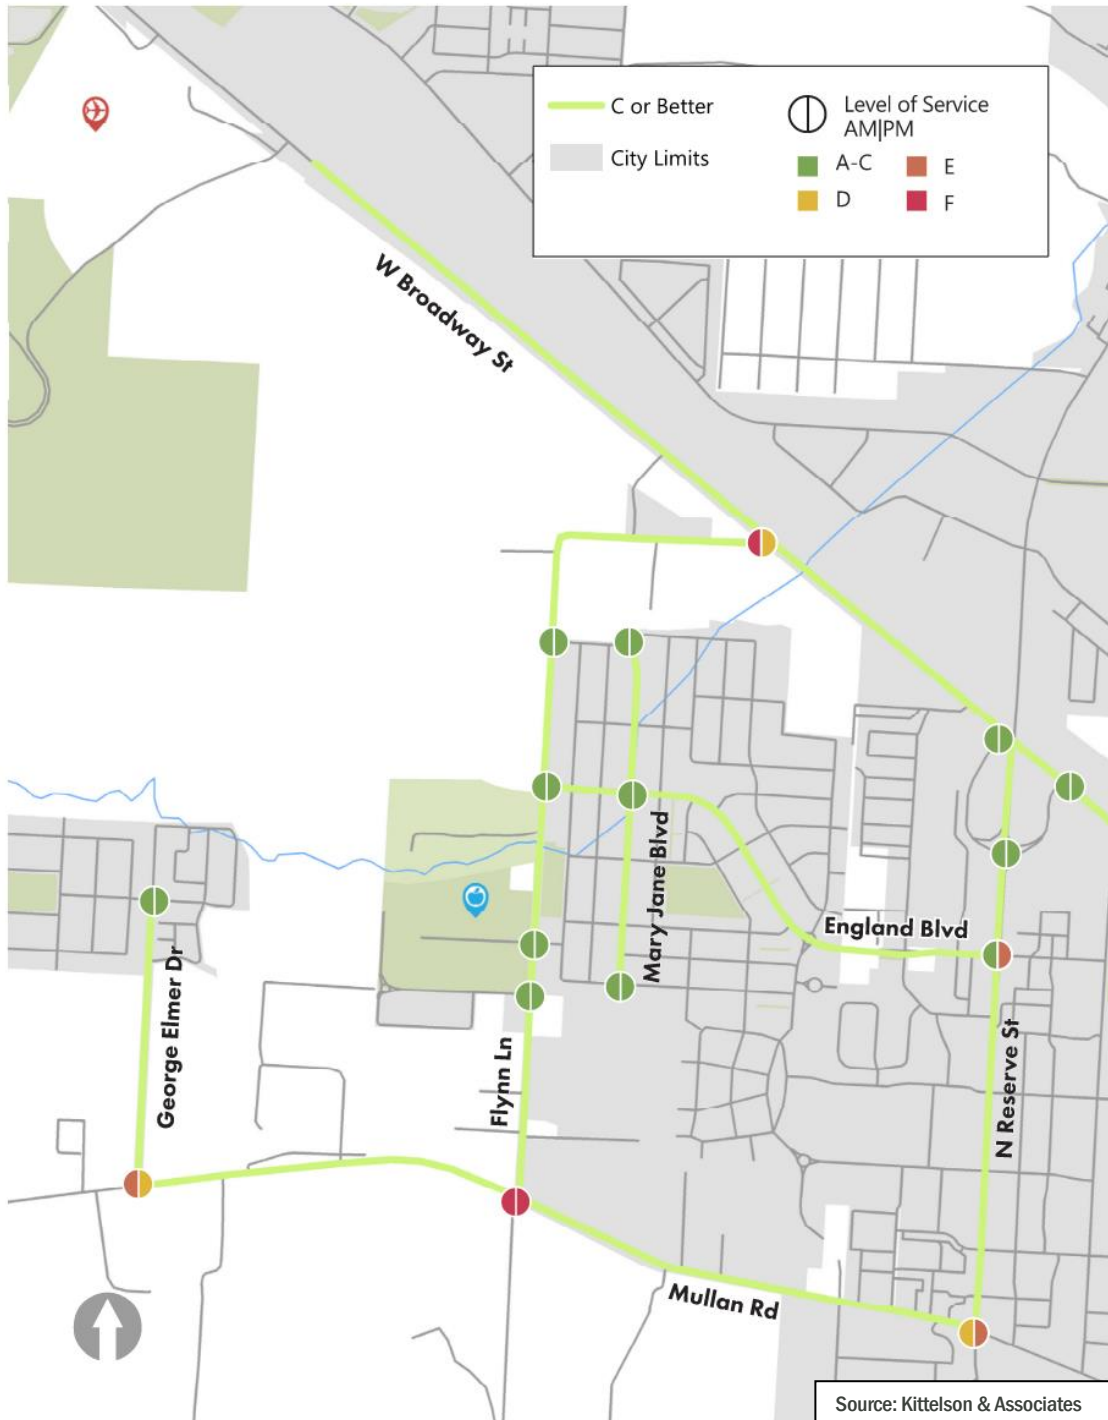 C or Better
City Limits
Level of Service
AM|PM
A-C
E
D
F
W Broadway St
Mary Jane Blvd
England Blvd
George Elmer Dr
Flynn Ln
N Reserve St
Mullan Rd
Source: Kittelson & Associates